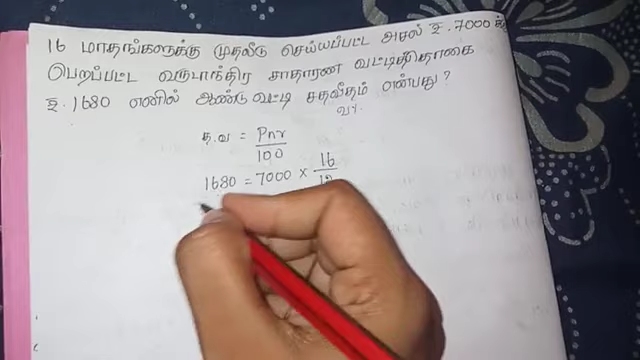 16 மாதங்களுக்கு முதலீடு செய்யப்பட்ட அசல் ₹. 7000 க்கு
பெறப்பட்ட வருடாந்திர சாதாரண வட்டித்தொகை
₹. 1680 எனில் ஆண்டு வட்டி சதவீதம் என்பது?
வ%
த.வ = Pnr
100
1680 = 7000 × 16
12